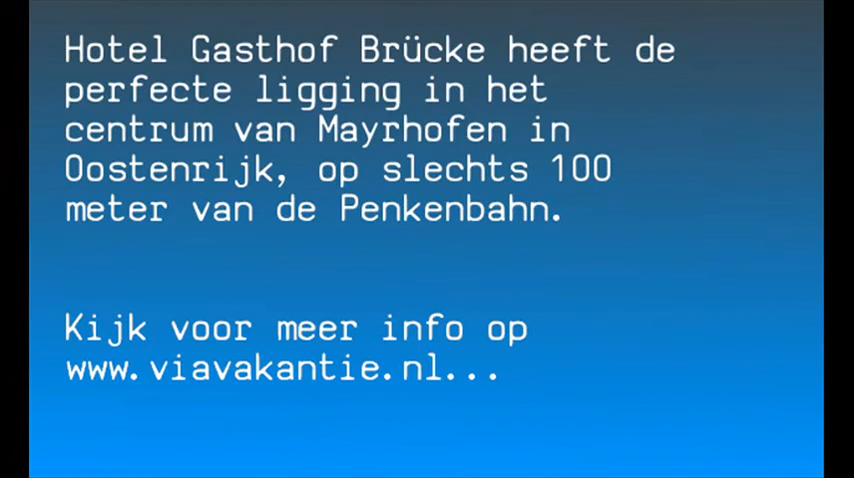 Hotel Gasthof Brücke heeft de
perfecte ligging in het
centrum van Mayrhofen in
Oostenrijk, op slechts 100
meter van de Penkenbahn.
Kijk voor meer info op
www.viavakantie.nl...